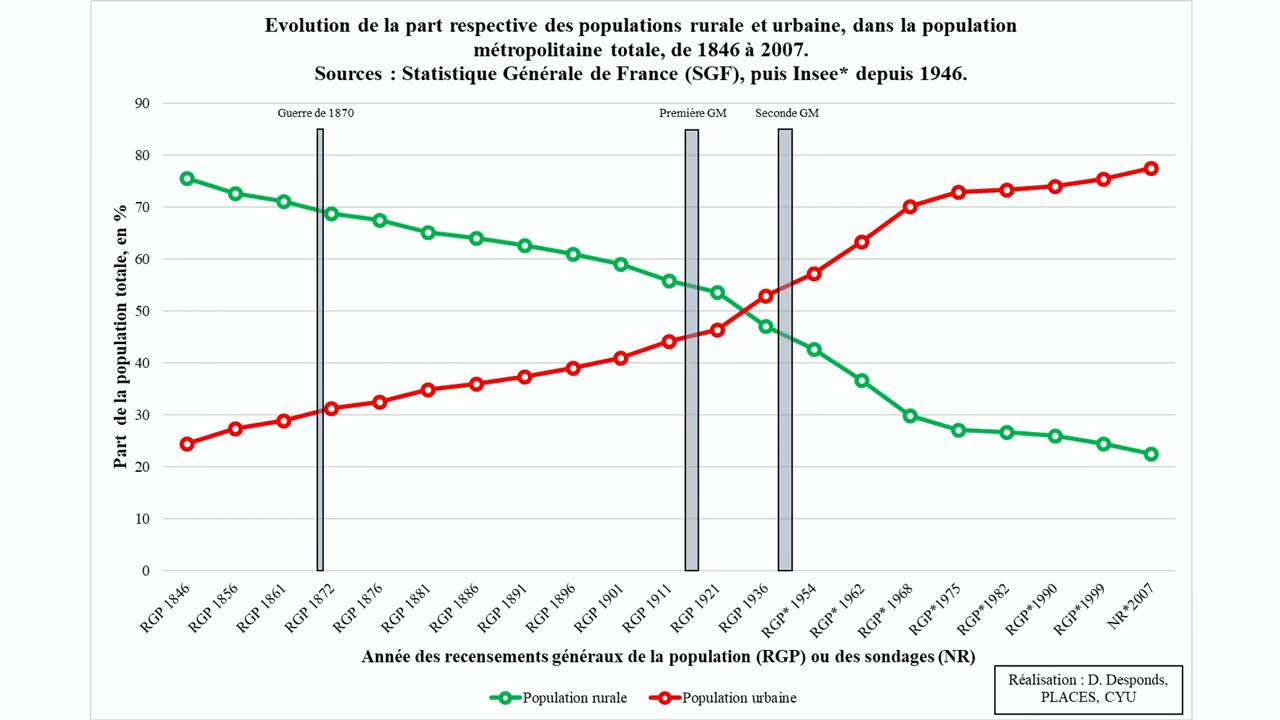 Evolution de la part respective des populations rurale et urbaine, dans la population
métropolitaine totale, de 1846 à 2007.
Sources : Statistique Générale de France (SGF), puis Insee* depuis 1946.
90
80
70
60
50
40
30
20
10
0
Part de la population totale, en %
Guerre de 1870
Première GM
Seconde GM
RGP 1846
RGP 1856
RGP 1861
RGP 1872
RGP 1876
RGP 1881
RGP 1886
RGP 1891
RGP 1896
RGP 1901
RGP 1911
RGP 1921
RGP 1936
RGP* 1954
RGP* 1962
RGP* 1968
RGP*1975
RGP*1982
RGP*1990
RGP*1999
NR*2007
Année des recensements généraux de la population (RGP) ou des sondages (NR)
Population rurale
Population urbaine
Réalisation : D. Desponds,
PLACES, CYU